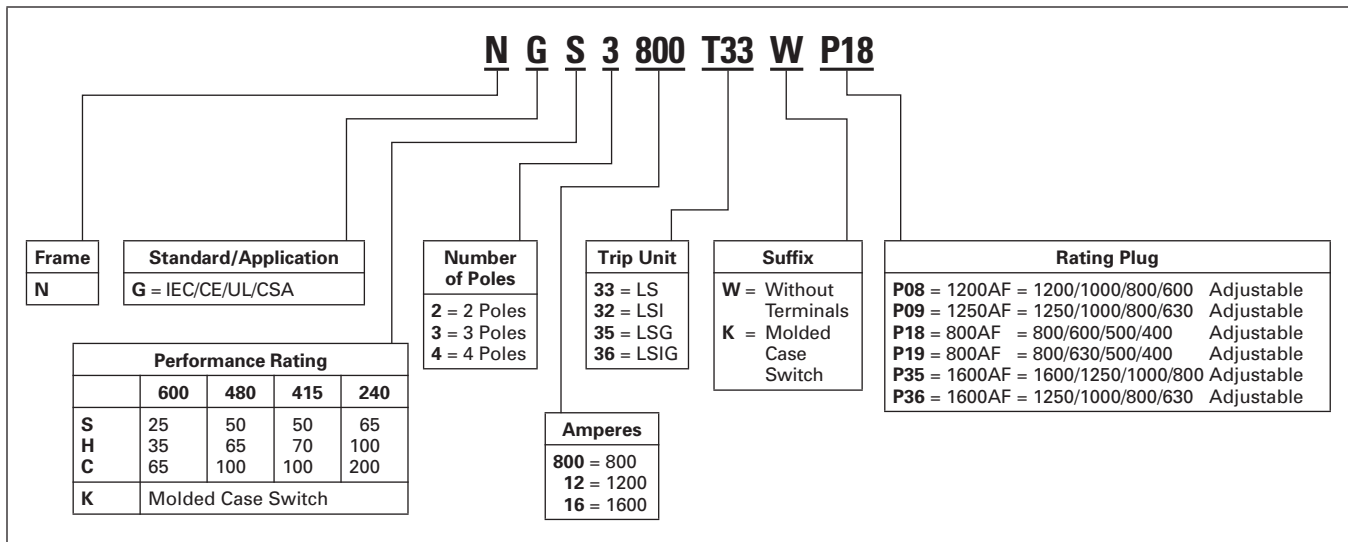 N G S 3 800 T33 W P18
Frame
N
Standard/Application
G = IEC/CE/UL/CSA
Performance Rating
600 480 415 240
S 25 50 50 65
H 35 65 70 100
C 65 100 100 200
K Molded Case Switch
Number
of Poles
2 = 2 Poles
3 = 3 Poles
4 = 4 Poles
Amperes
800 = 800
12 = 1200
16 = 1600
Trip Unit
33 = LS
32 = LSI
35 = LSG
36 = LSIG
Suffix
W = Without
Terminals
K = Molded
Case
Switch
Rating Plug
P08 = 1200AF = 1200/1000/800/600 Adjustable
P09 = 1250AF = 1250/1000/800/630 Adjustable
P18 = 800AF = 800/600/500/400 Adjustable
P19 = 800AF = 800/630/500/400 Adjustable
P35 = 1600AF = 1600/1250/1000/800 Adjustable
P36 = 1600AF = 1250/1000/800/630 Adjustable